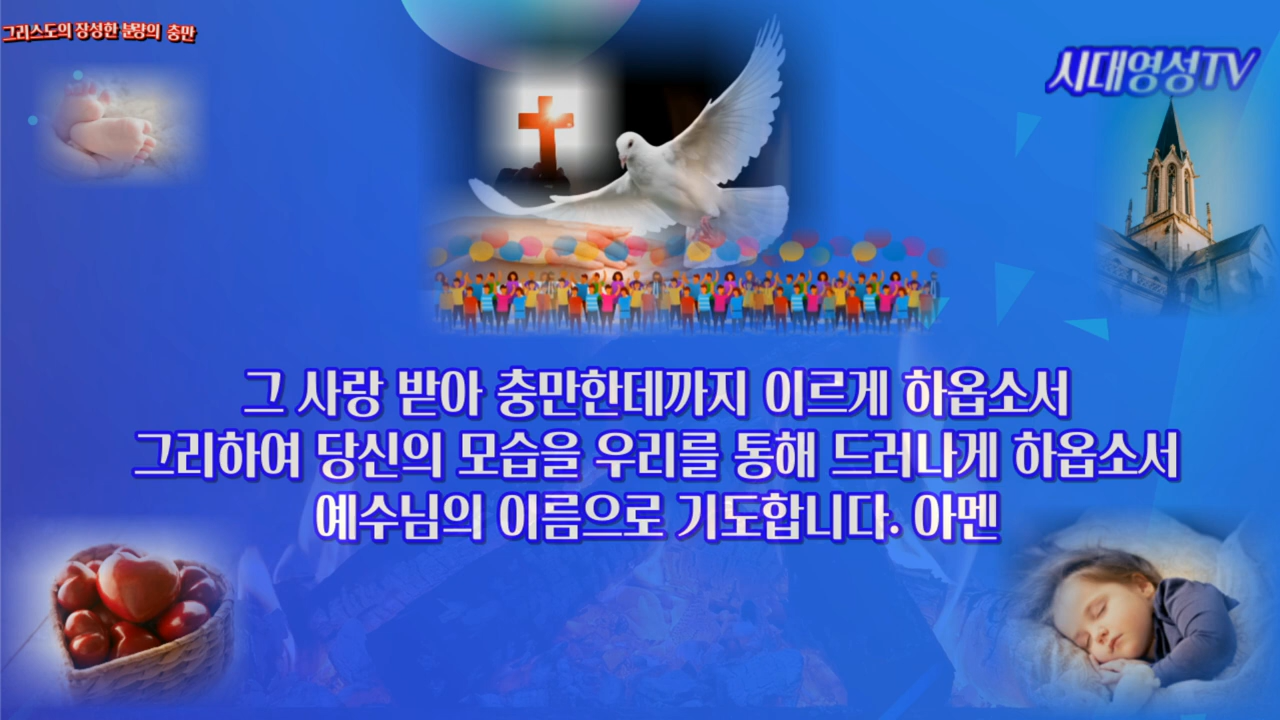 그리스도의 장성한 분량의 충만
시대영성TV
그 사랑 받아 충만한데까지 이르게 하옵소서
그리하여 당신의 모습을 우리를 통해 드러나게 하옵소서
예수님의 이름으로 기도합니다. 아멘